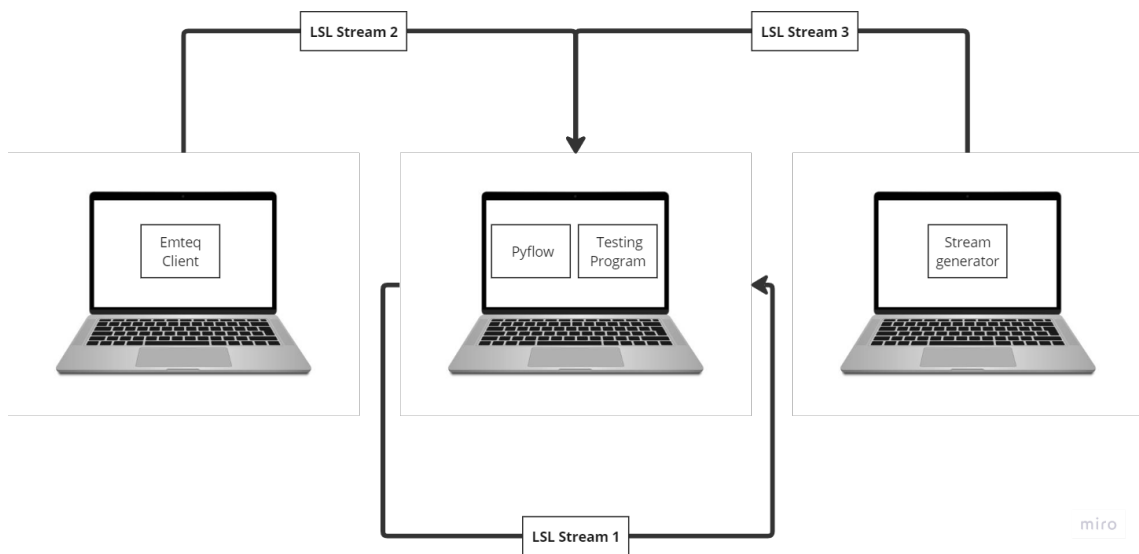 LSL Stream 2
LSL Stream 3
Emteq
Client
Pyflow
Testing
Program
Stream
generator
LSL Stream 1
miro